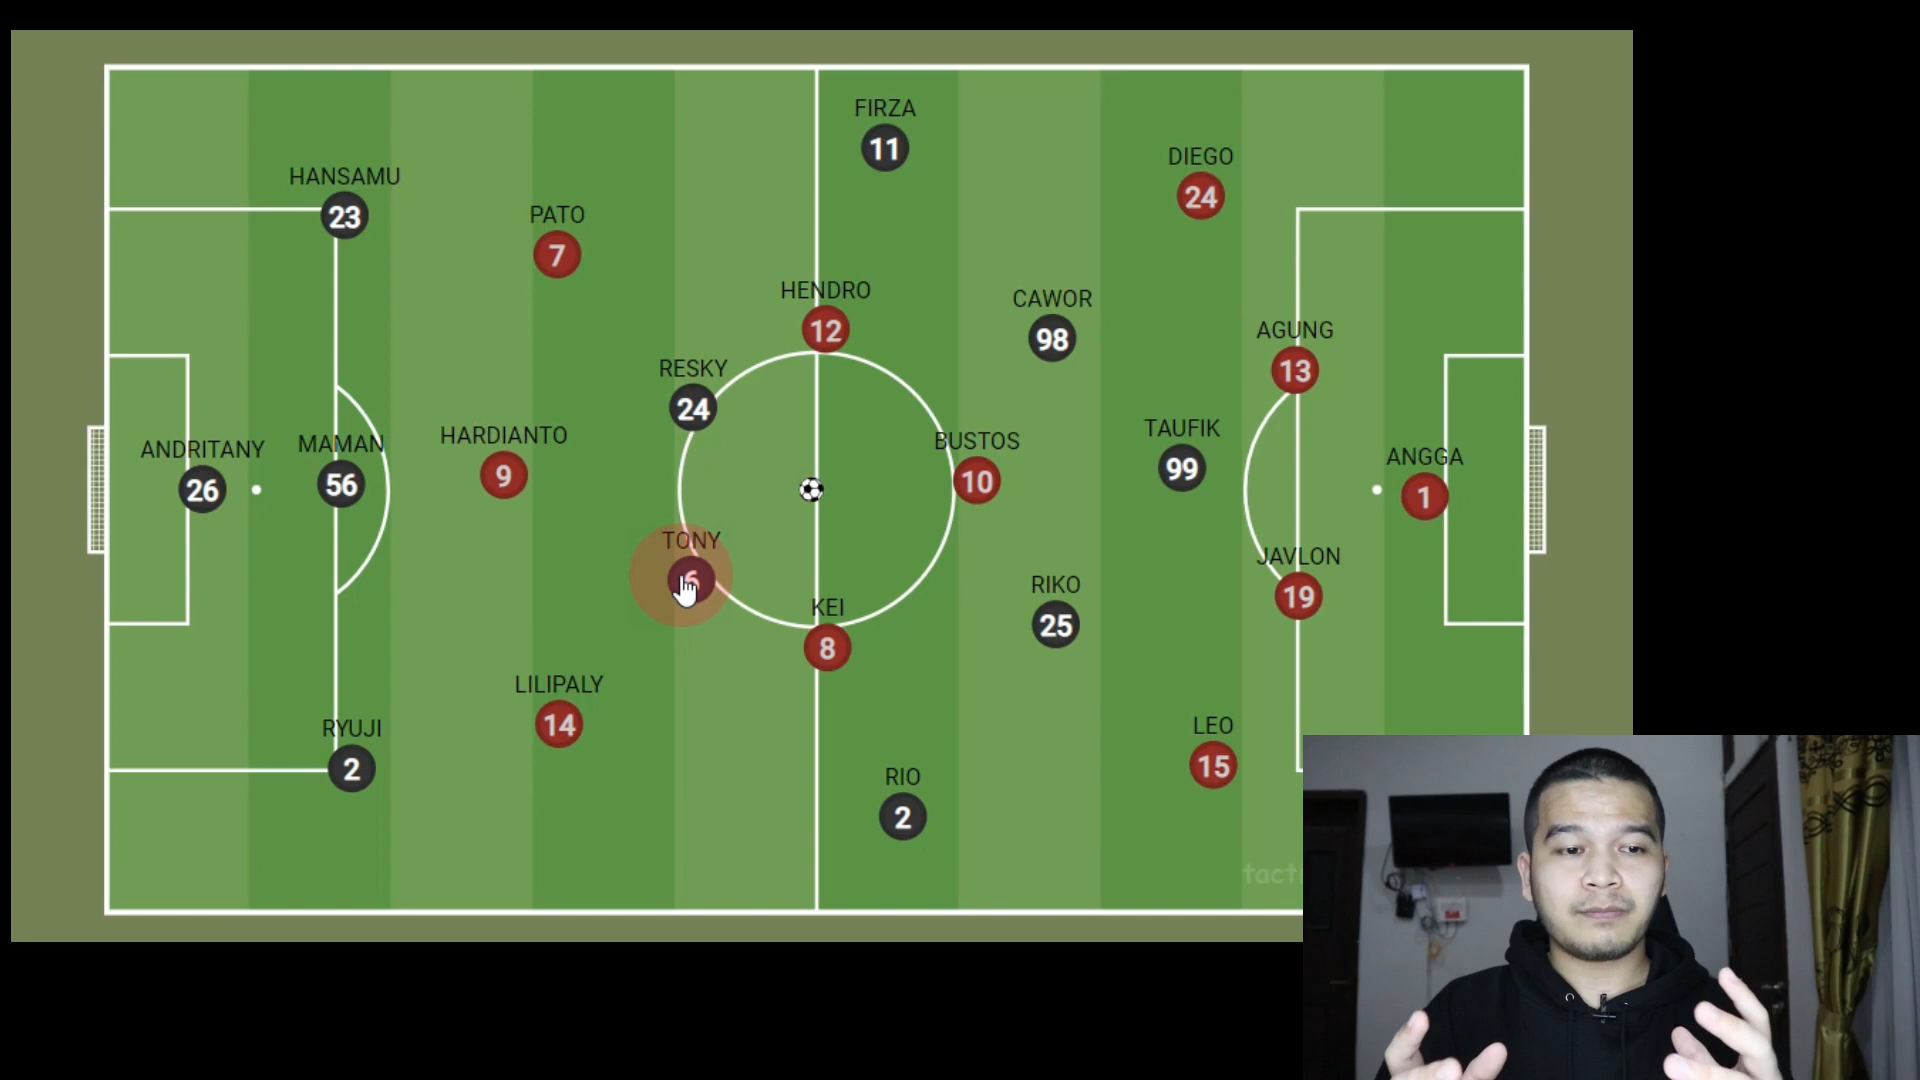 FIRZA
11
DIEGO
24
HANSAMU
23
PATO
7
HENDRO
12
CAWOR
98
AGUNG
13
RESKY
24
HARDIANTO
9
BUSTOS
10
TAUFIK
99
ANGGA
1
ANDRITANY
26
MAMAN
56
TONY
6
KEI
8
RIKO
25
JAVLON
19
LILIPALY
14
RYUJI
2
LEO
15
RIO
2